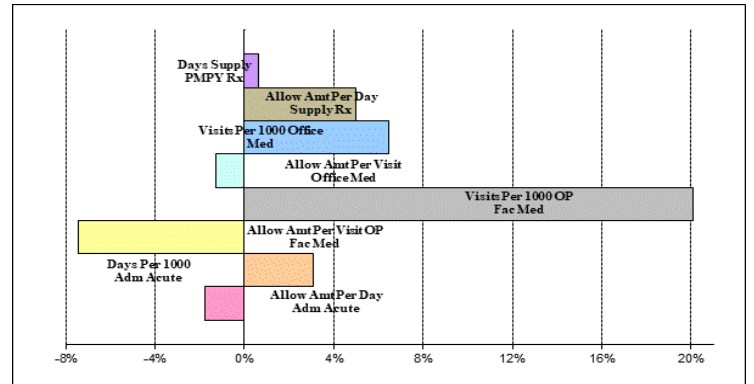 Days Supply
PMPY Rx
Allow Amt Per Day
Supply Rx
Visits Per 1000 Office
Med
Allow Amt Per Visit
Office Med
Visits Per 1000 OP
Fac Med
Allow Amt Per Visit OP
Fac Med
Days Per 1000
Adm Acute
Allow Amt Per Day
Adm Acute
-8% -4% 0% 4% 8% 12% 16% 20%